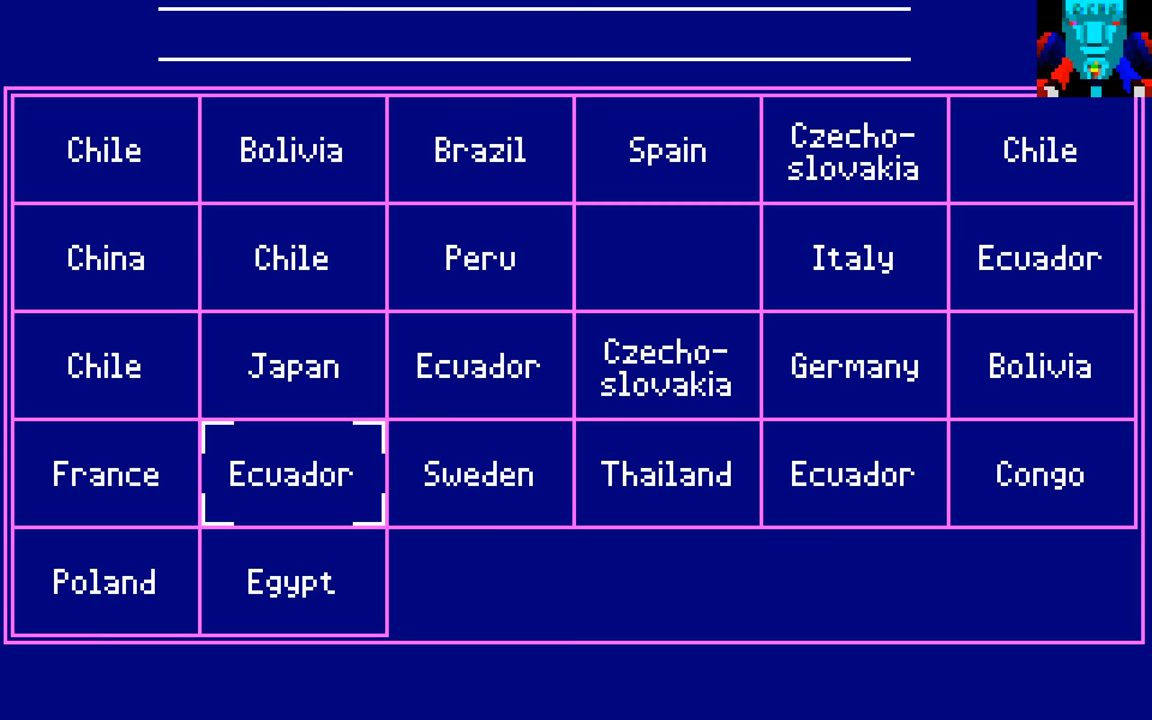 Chile Bolivia Brazil Spain Czecho-
slovakia Chile
China Chile Peru Italy Ecuador
Chile Japan Ecuador Czecho-
slovakia Germany Bolivia
France Ecuador Sweden Thailand Ecuador Congo
Poland Egypt